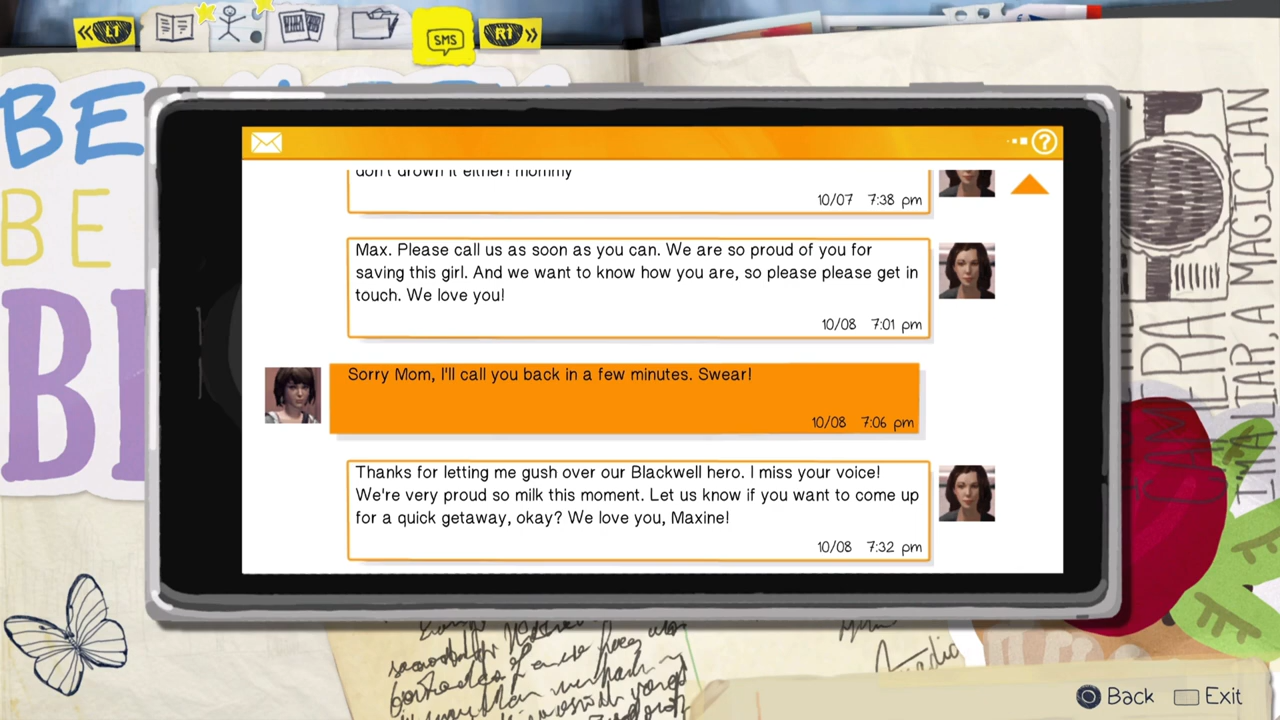 L1
SMS
R1
BE
BE
don't drown it either! mommy
10/07 7:38 pm
Max. Please call us as soon as you can. We are so proud of you for
saving this girl. And we want to know how you are, so please please get in
touch. We love you!
10/08 7:01 pm
Sorry Mom, I'll call you back in a few minutes. Swear!
10/08 7:06 pm
Thanks for letting me gush over our Blackwell hero. I miss your voice!
We're very proud so milk this moment. Let us know if you want to come up
for a quick getaway, okay? We love you, Maxine!
10/08 7:32 pm
A MAGICIAN
Back
Exit